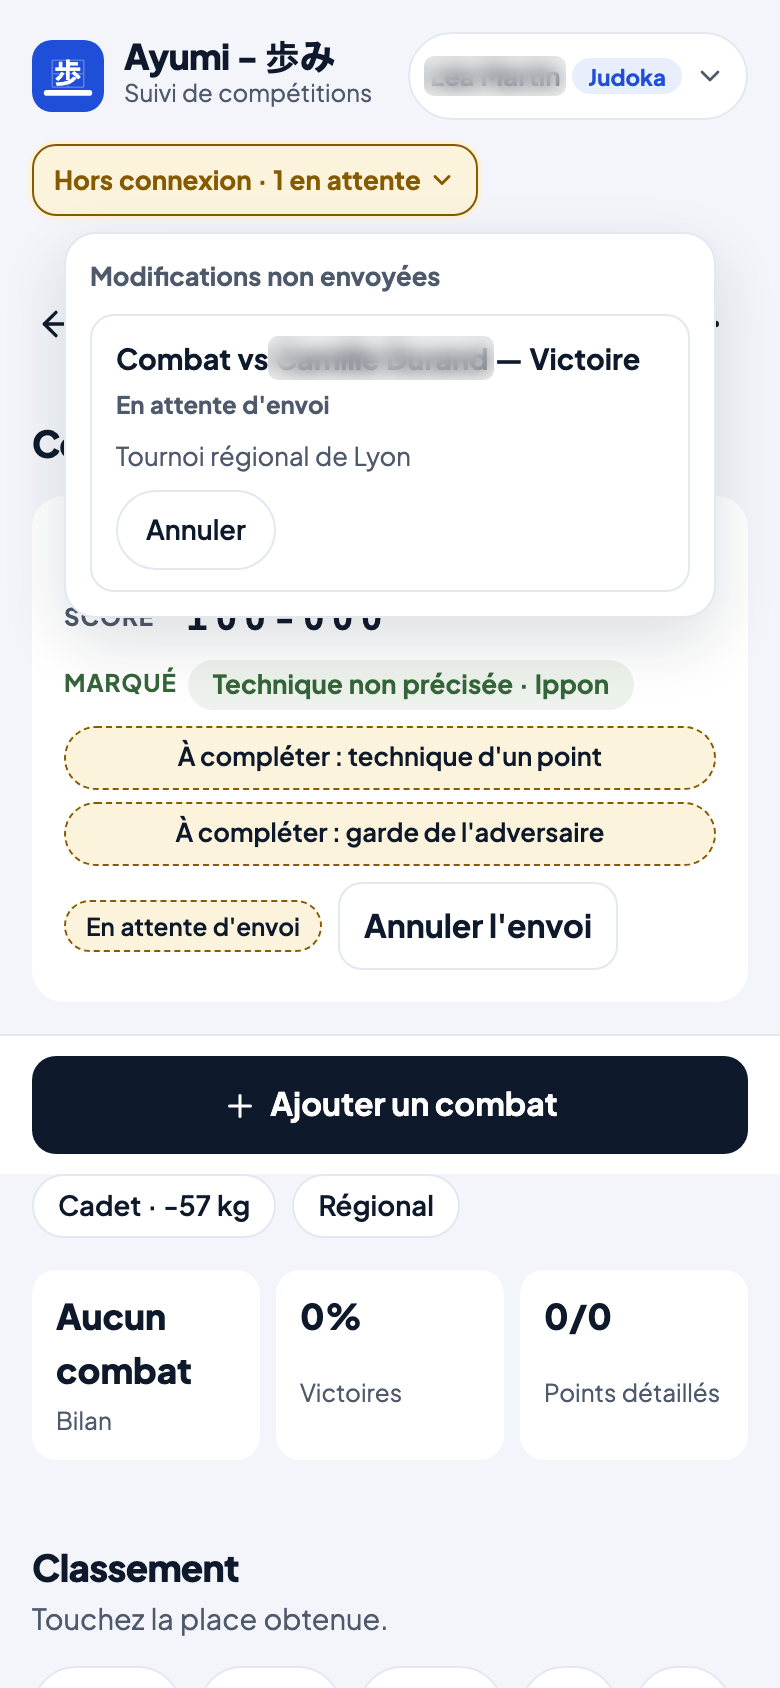 歩
Ayumi - 歩み
Suivi de compétitions
Judoka
Hors connexion · 1 en attente
Modifications non envoyées
Combat vs — Victoire
En attente d'envoi
Tournoi régional de Lyon
Annuler
SCORE 100-000
MARQUÉ Technique non précisée · Ippon
À compléter : technique d'un point
À compléter : garde de l'adversaire
En attente d'envoi
Annuler l'envoi
+ Ajouter un combat
Cadet · -57 kg
Régional
Aucun combat
Bilan
0%
Victoires
0/0
Points détaillés
Classement
Touchez la place obtenue.